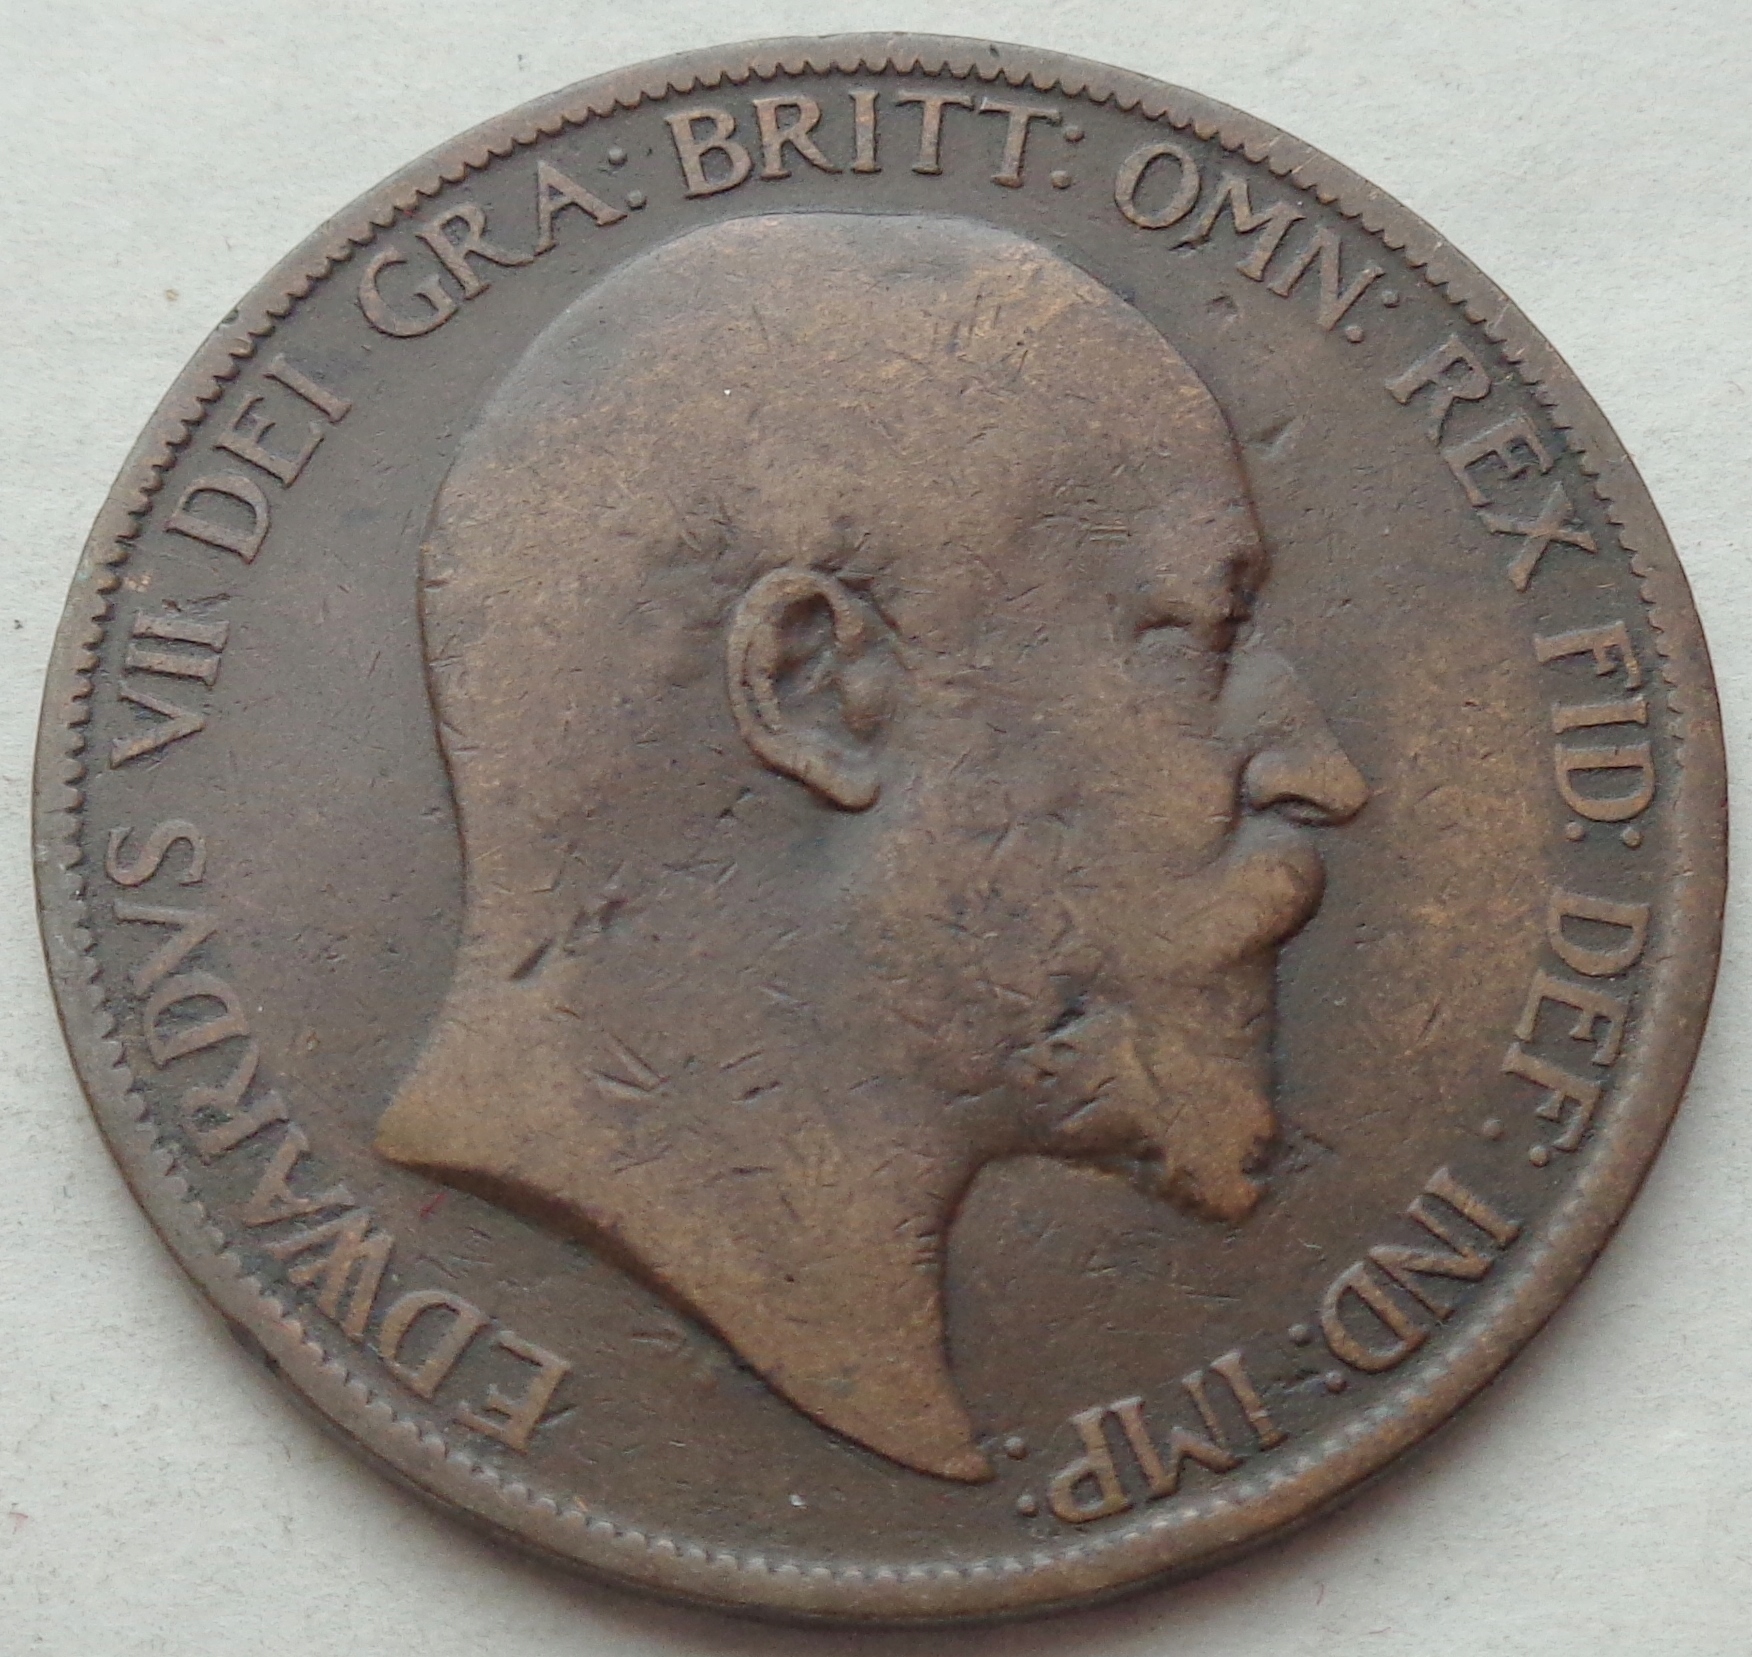 EDWARDVS VII DEI GRA: BRITT: OMN: REX FID: DEF: IND: IMP: